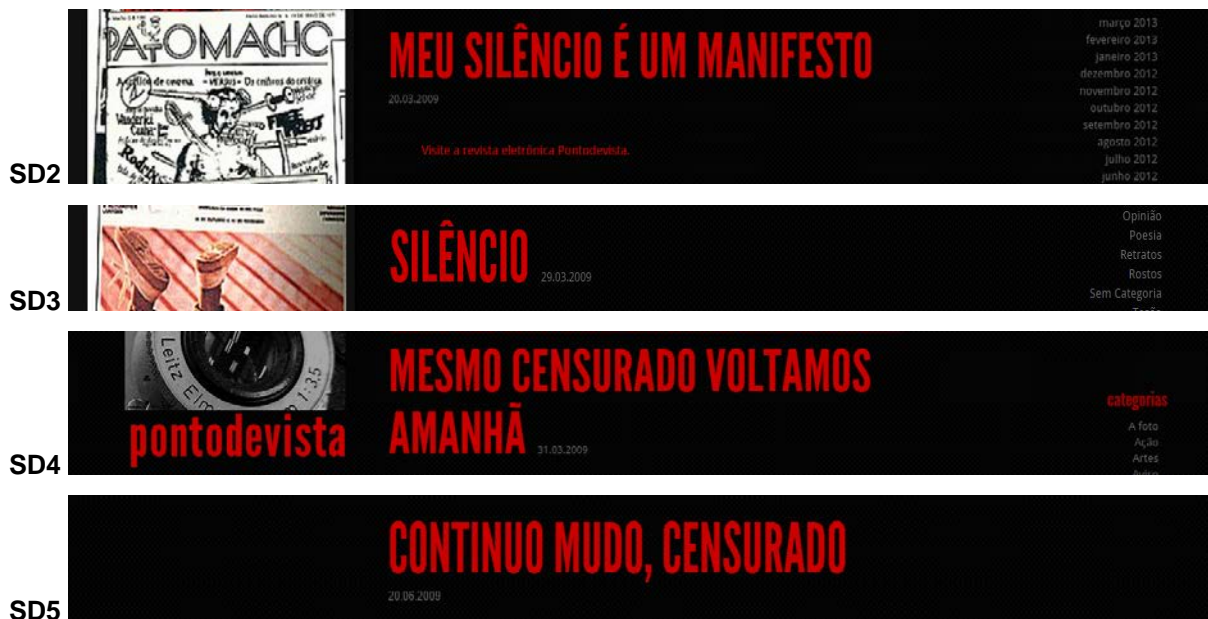 PATOMACHO
MEU SILÊNCIO É UM MANIFESTO
20.03.2009
Visite a revista eletrônica Pontodevista.
março 2013
fevereiro 2013
janeiro 2013
dezembro 2012
novembro 2012
outubro 2012
setembro 2012
agosto 2012
julho 2012
junho 2012
SD2
SILÊNCIO 29.03.2009
Opinião
Poesia
Retratos
Rostos
Sem Categoria
SD3
Leitz
1:3,5
pontodevista
MESMO CENSURADO VOLTAMOS
AMANHÃ 31.03.2009
categorias
A foto
Ação
Artes
SD4
CONTINUO MUDO, CENSURADO
20.06.2009
SD5